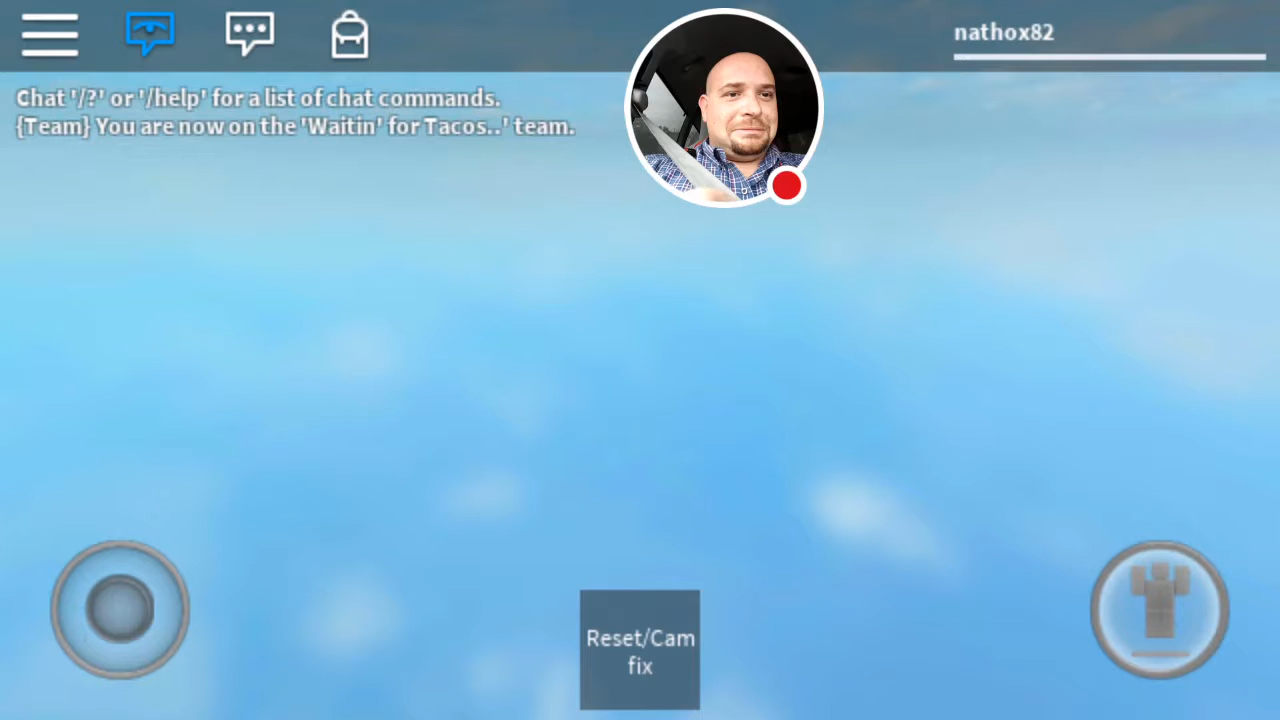 nathox82
Chat '/?' or '/help' for a list of chat commands.
{Team} You are now on the 'Waitin' for Tacos..' team.
Reset/Cam
fix